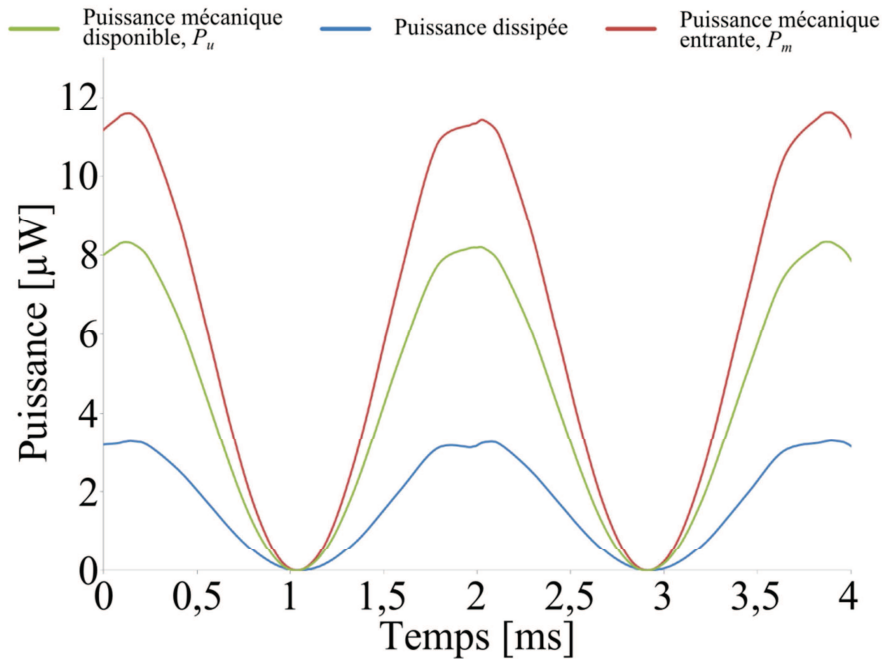 Puissance mécanique
disponible, Pu
Puissance dissipée
Puissance mécanique
entrante, Pm
Puissance [µW]
12
10
8
6
4
2
0
0 0,5 1 1,5 2 2,5 3 3,5 4
Temps [ms]